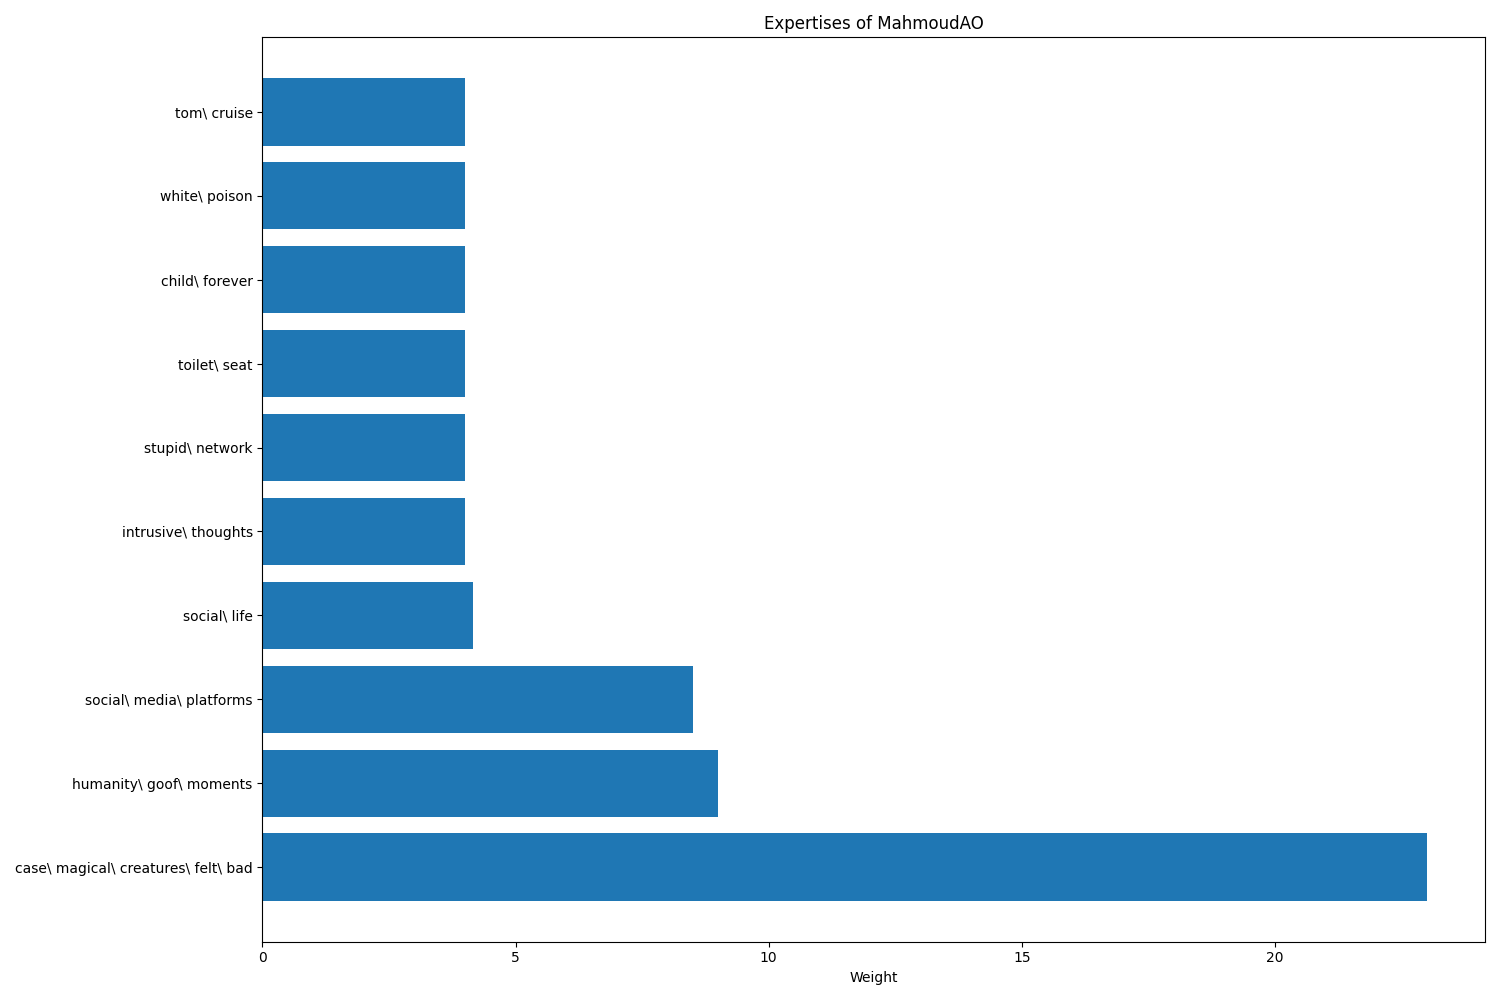 Expertises of MahmoudAO
tom\ cruise
white\ poison
child\ forever
toilet\ seat
stupid\ network
intrusive\ thoughts
social\ life
social\ media\ platforms
humanity\ goof\ moments
case\ magical\ creatures\ felt\ bad
0 5 10 15 20
Weight